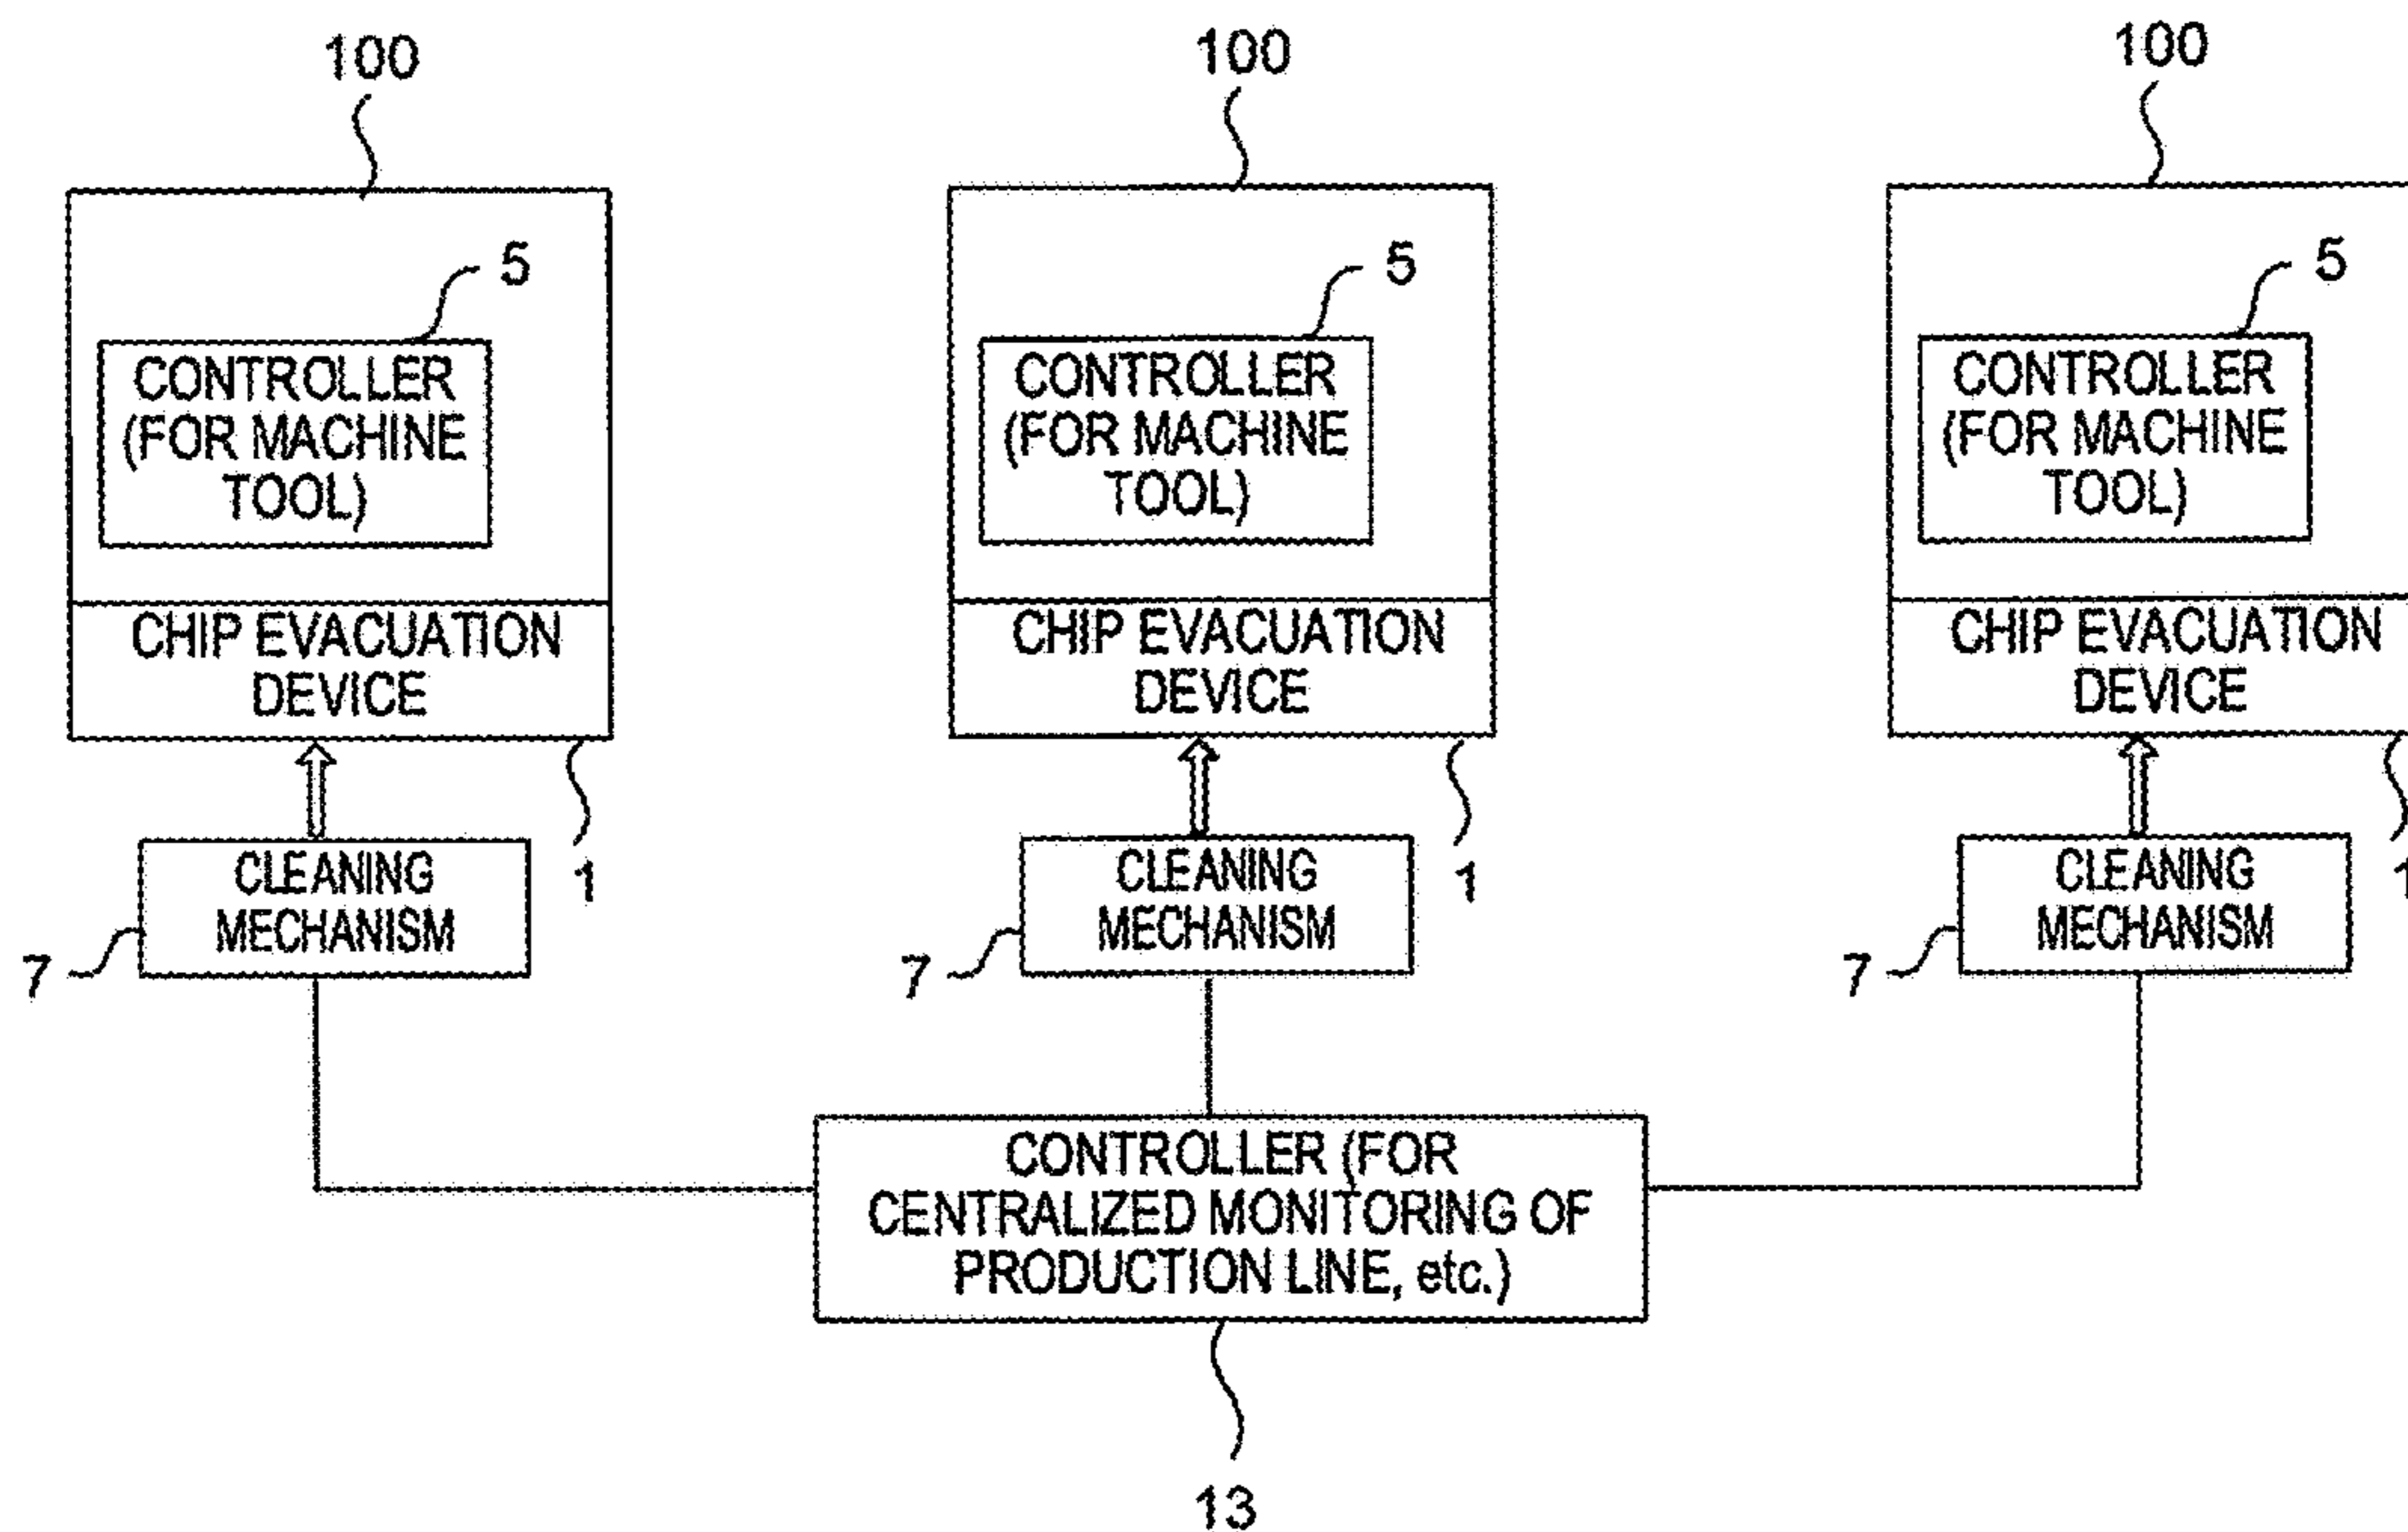 100
100
100
5
5
5
CONTROLLER
(FOR MACHINE
TOOL)
CONTROLLER
(FOR MACHINE
TOOL)
CONTROLLER
(FOR MACHINE
TOOL)
CHIP EVACUATION
DEVICE
CHIP EVACUATION
DEVICE
CHIP EVACUATION
DEVICE
1
1
1
CLEANING
MECHANISM
CLEANING
MECHANISM
CLEANING
MECHANISM
7
7
7
CONTROLLER (FOR
CENTRALIZED MONITORING OF
PRODUCTION LINE, etc.)
13